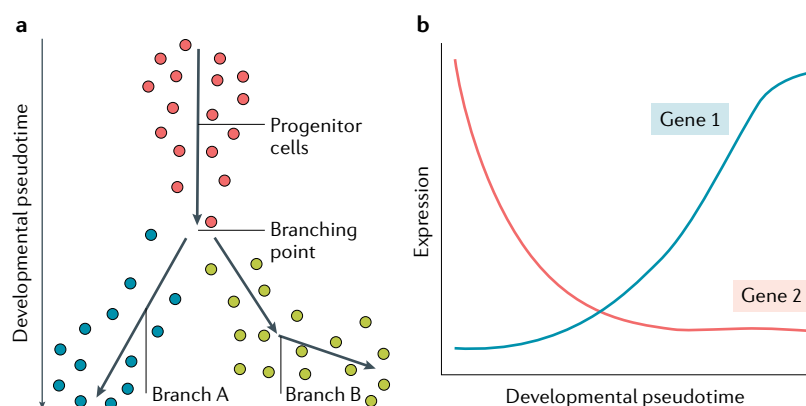 a
Developmental pseudotime
Progenitor
cells
Branching
point
Branch A
Branch B
b
Expression
Gene 1
Gene 2
Developmental pseudotime